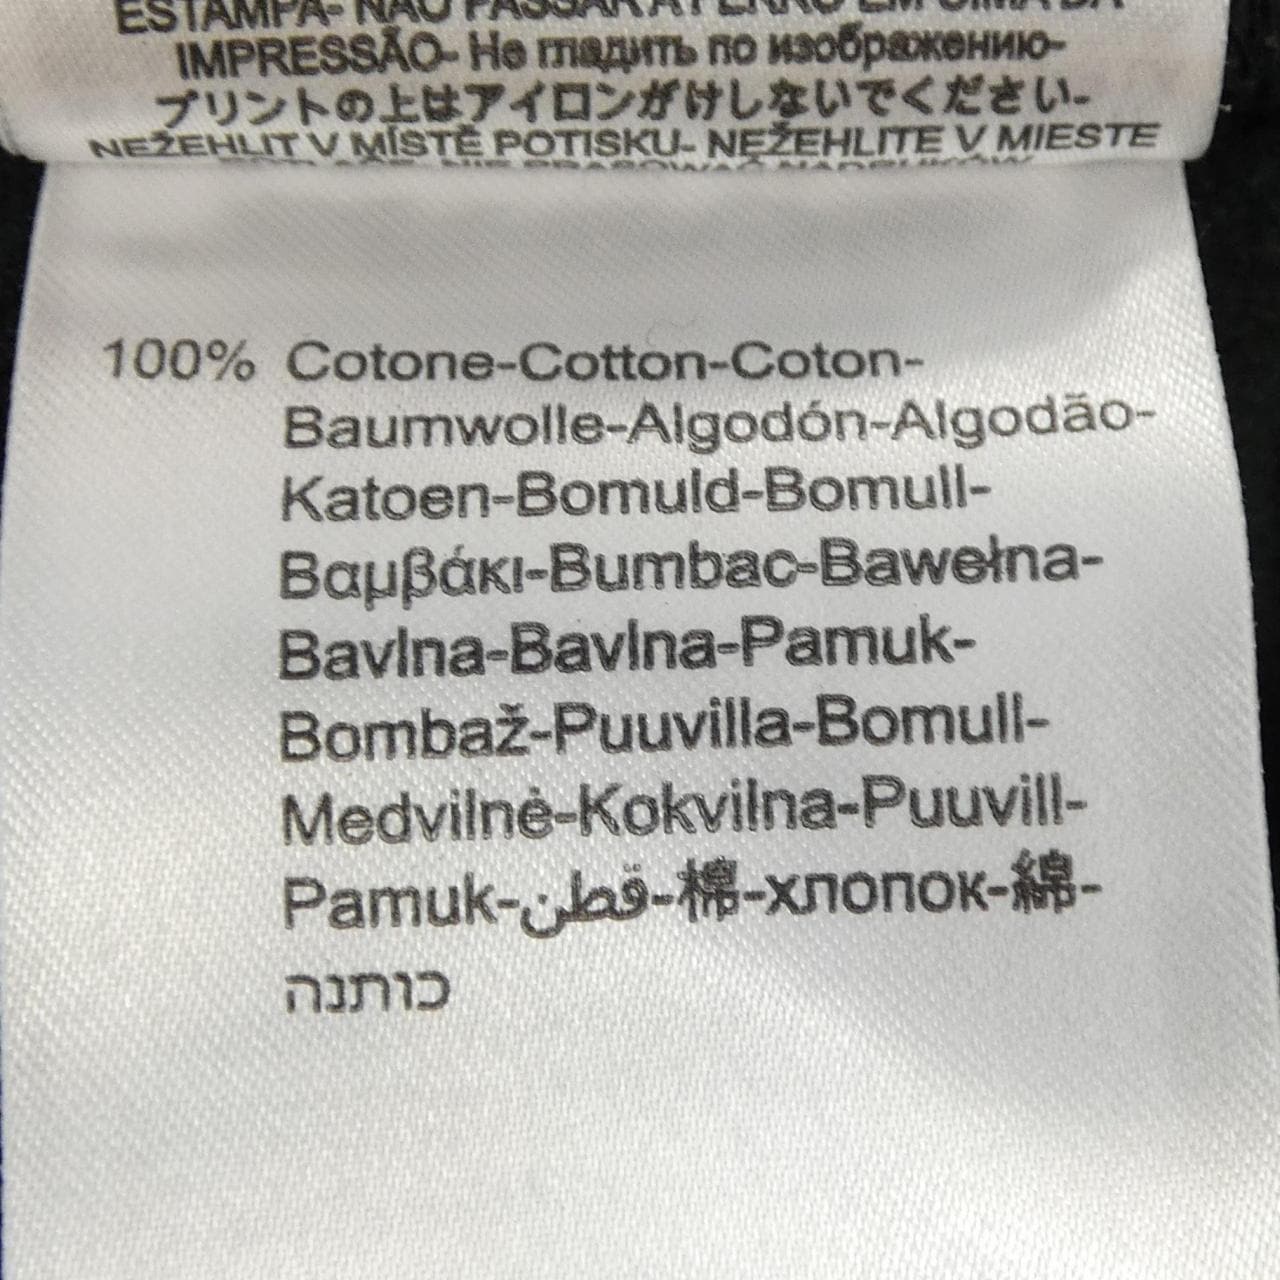 ESTAMPA- NÃO PASSAR A FERRO EM CIMA DA
IMPRESSÃO- Не гладить по изображению-
プリントの上はアイロンがけしないでください-
NEŽEHLIT V MÍSTĚ POTISKU- NEŽEHLITE V MIESTE
100% Cotone-Cotton-Coton-
Baumwolle-Algodón-Algodão-
Katoen-Bomuld-Bomull-
Βαμβάκι-Bumbac-Bawełna-
Bavlna-Bavlna-Pamuk-
Bombaž-Puuvilla-Bomull-
Medvilnė-Kokvilna-Puuvill-
Pamuk-قطن-棉-хлопок-綿-
כותנה